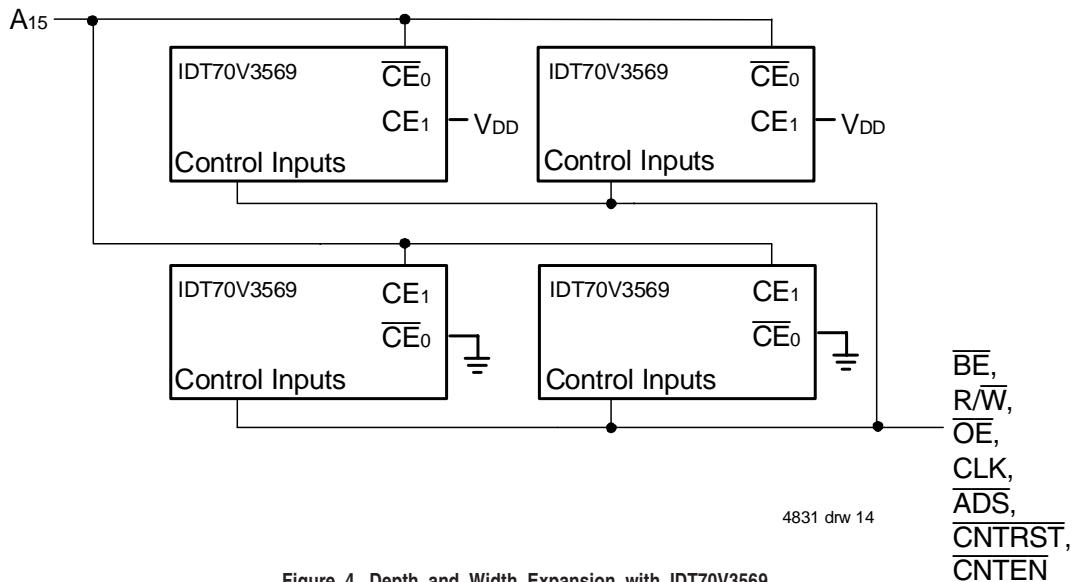 A15
IDT70V3569
CE0
CE1
VDD
Control Inputs
IDT70V3569
CE0
CE1
VDD
Control Inputs
IDT70V3569
CE1
CE0
Control Inputs
IDT70V3569
CE1
CE0
Control Inputs
BE,
R/W,
OE,
CLK,
ADS,
CNTRST,
CNTEN
4831 drw 14
Figure 4. Depth and Width Expansion with IDT70V3569